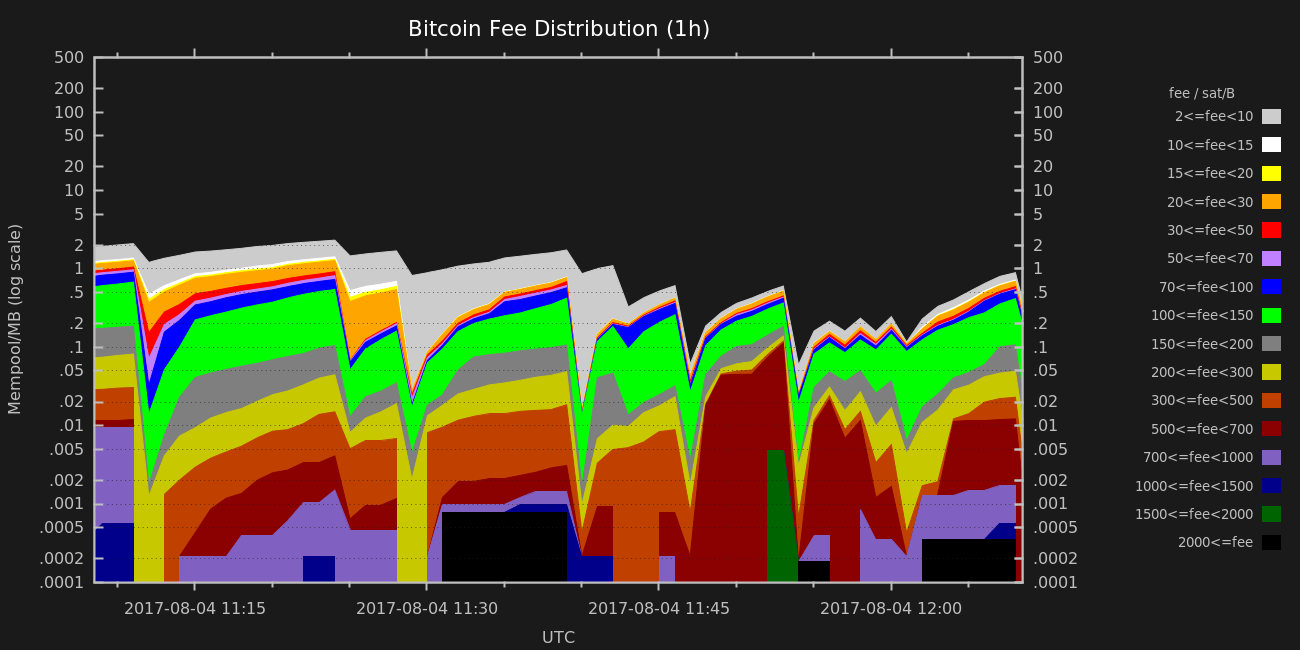 Bitcoin Fee Distribution (1h)
500 500
200 200
100 100
50 50
20 20
10 10
5 5
2 2
1 1
.5 .5
.2 .2
.1 .1
.05 .05
.02 .02
.01 .01
.005 .005
.002 .002
.001 .001
.0005 .0005
.0002 .0002
.0001 .0001
Mempool/MB (log scale)
2017-08-04 11:15 2017-08-04 11:30 2017-08-04 11:45 2017-08-04 12:00
UTC
fee / sat/B
2<=fee<10
10<=fee<15
15<=fee<20
20<=fee<30
30<=fee<50
50<=fee<70
70<=fee<100
100<=fee<150
150<=fee<200
200<=fee<300
300<=fee<500
500<=fee<700
700<=fee<1000
1000<=fee<1500
1500<=fee<2000
2000<=fee